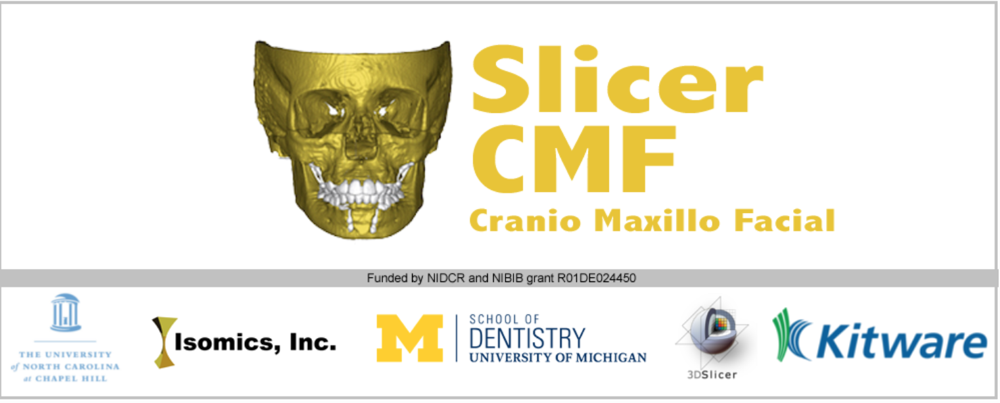 Slicer
CMF
Cranio Maxillo Facial
Funded by NIDCR and NIBIB grant R01DE024450
THE UNIVERSITY
of NORTH CAROLINA
at CHAPEL HILL
Isomics, Inc.
M
SCHOOL OF
DENTISTRY
UNIVERSITY OF MICHIGAN
3DSlicer
Kitware